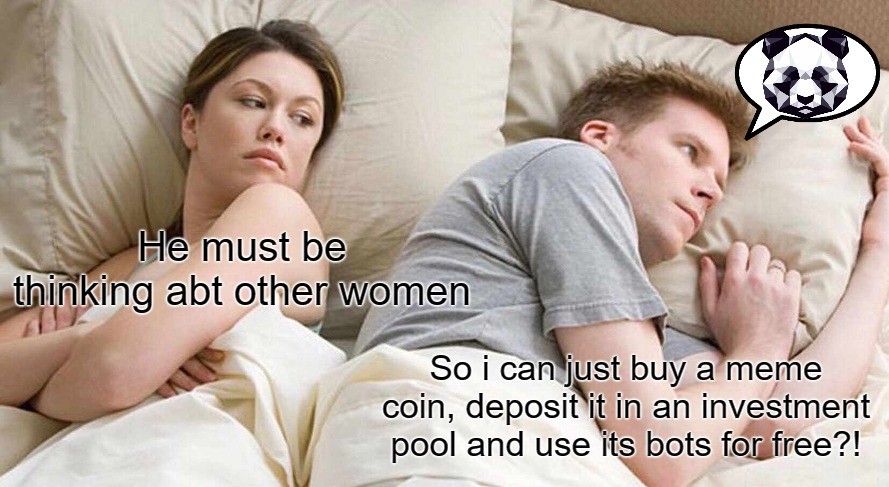 He must be
thinking abt other women
So i can just buy a meme
coin, deposit it in an investment
pool and use its bots for free?!